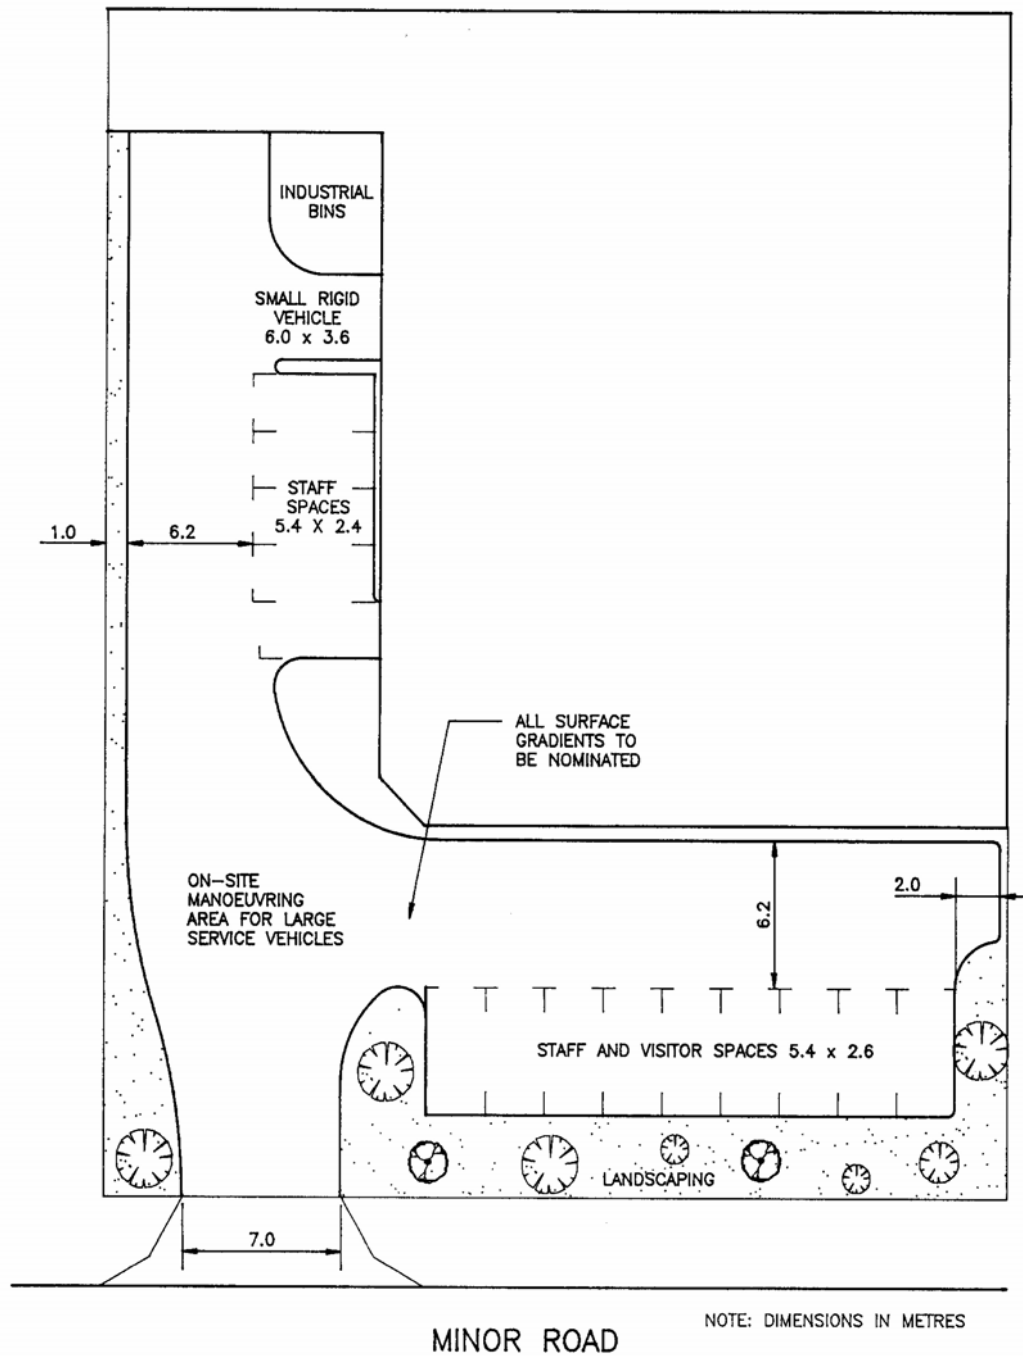 INDUSTRIAL
BINS
SMALL RIGID
VEHICLE
6.0 x 3.6
STAFF
SPACES
5.4 X 2.4
1.0
6.2
ALL SURFACE
GRADIENTS TO
BE NOMINATED
ON-SITE
MANOEUVRING
AREA FOR LARGE
SERVICE VEHICLES
6.2
2.0
STAFF AND VISITOR SPACES 5.4 x 2.6
LANDSCAPING
7.0
NOTE: DIMENSIONS IN METRES
MINOR ROAD